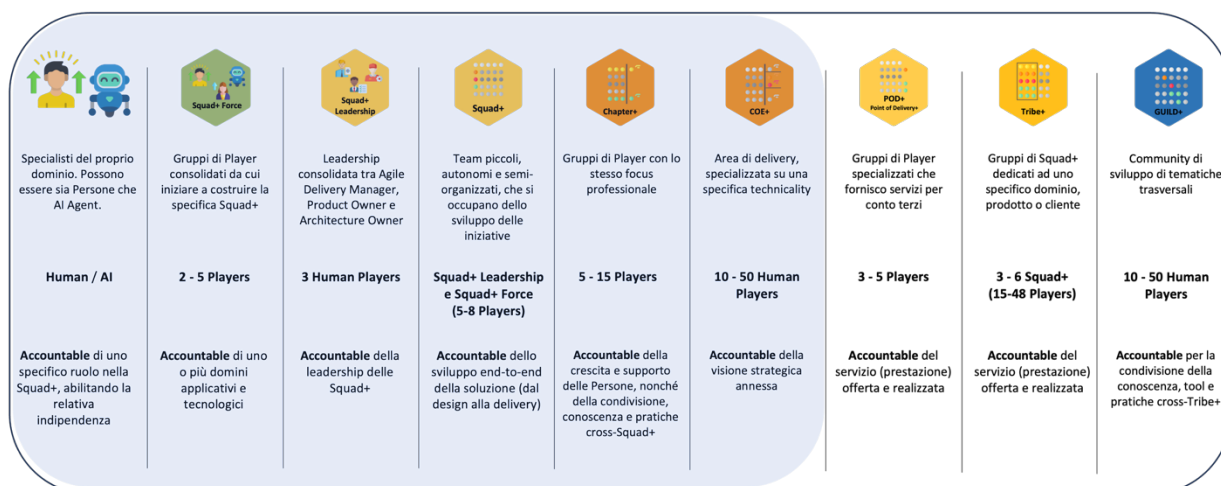 Squad+ Force
Squad+
Leadership
Squad+
Chapter+
COE+
POD+
Point of Delivery+
Tribe+
GUILD+
Specialisti del proprio
dominio. Possono
essere sia Persone che
AI Agent.
Gruppi di Player
consolidati da cui
iniziare a costruire la
specifica Squad+
Leadership
consolidata tra Agile
Delivery Manager,
Product Owner e
Architecture Owner
Team piccoli,
autonomi e semi-
organizzati, che si
occupano dello
sviluppo delle
iniziative
Gruppi di Player con lo
stesso focus
professionale
Area di delivery,
specializzata su una
specifica technicality
Gruppi di Player
specializzati che
fornisco servizi per
conto terzi
Gruppi di Squad+
dedicati ad uno
specifico dominio,
prodotto o cliente
Community di
sviluppo di tematiche
trasversali
Human / AI
2 - 5 Players
3 Human Players
Squad+ Leadership
e Squad+ Force
(5-8 Players)
5 - 15 Players
10 - 50 Human
Players
3 - 5 Players
3 - 6 Squad+
(15-48 Players)
10 - 50 Human
Players
Accountable di uno
specifico ruolo nella
Squad+, abilitando la
relativa
indipendenza
Accountable di uno
o più domini
applicativi e
tecnologici
Accountable della
leadership delle
Squad+
Accountable dello
sviluppo end-to-end
della soluzione (dal
design alla delivery)
Accountable della
crescita e supporto
delle Persone, nonché
della condivisione,
conoscenza e pratiche
cross-Squad+
Accountable della
visione strategica
annessa
Accountable del
servizio (prestazione)
offerta e realizzata
Accountable del
servizio (prestazione)
offerta e realizzata
Accountable per la
condivisione della
conoscenza, tool e
pratiche cross-Tribe+